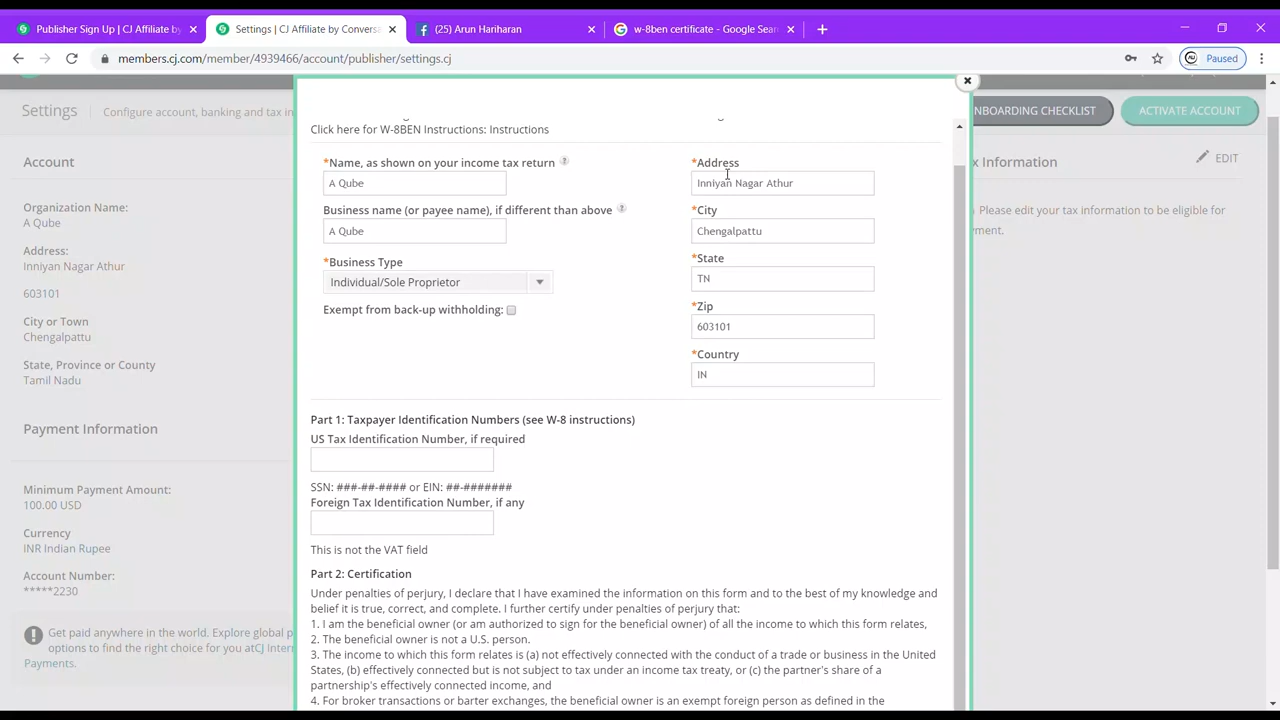 Publisher Sign Up | CJ Affiliate by
Settings | CJ Affiliate by Conversa
(25) Arun Hariharan
w-8ben certificate - Google Sear
members.cj.com/member/4939466/account/publisher/settings.cj
Paused
Settings
Configure account, banking and tax in
NBOARDING CHECKLIST
ACTIVATE ACCOUNT
Account
Organization Name:
A Qube
Address:
Inniyan Nagar Athur
603101
City or Town
Chengalpattu
State, Province or County
Tamil Nadu
Payment Information
Minimum Payment Amount:
100.00 USD
Currency
INR Indian Rupee
Account Number:
*****2230
Get paid anywhere in the world. Explore global p
options to find the right choice for you atCJ Inter
Payments.
Click here for W-8BEN Instructions: Instructions
*Name, as shown on your income tax return ?
A Qube
Business name (or payee name), if different than above ?
A Qube
*Business Type
Individual/Sole Proprietor
Exempt from back-up withholding:
*Address
Inniyan Nagar Athur
*City
Chengalpattu
*State
TN
*Zip
603101
*Country
IN
Part 1: Taxpayer Identification Numbers (see W-8 instructions)
US Tax Identification Number, if required
SSN: ###-##-#### or EIN: ##-#######
Foreign Tax Identification Number, if any
This is not the VAT field
Part 2: Certification
Under penalties of perjury, I declare that I have examined the information on this form and to the best of my knowledge and
belief it is true, correct, and complete. I further certify under penalties of perjury that:
1. I am the beneficial owner (or am authorized to sign for the beneficial owner) of all the income to which this form relates,
2. The beneficial owner is not a U.S. person.
3. The income to which this form relates is (a) not effectively connected with the conduct of a trade or business in the United
States, (b) effectively connected but is not subject to tax under an income tax treaty, or (c) the partner's share of a
partnership's effectively connected income, and
4. For broker transactions or barter exchanges, the beneficial owner is an exempt foreign person as defined in the
x Information
EDIT
Please edit your tax information to be eligible for
ment.